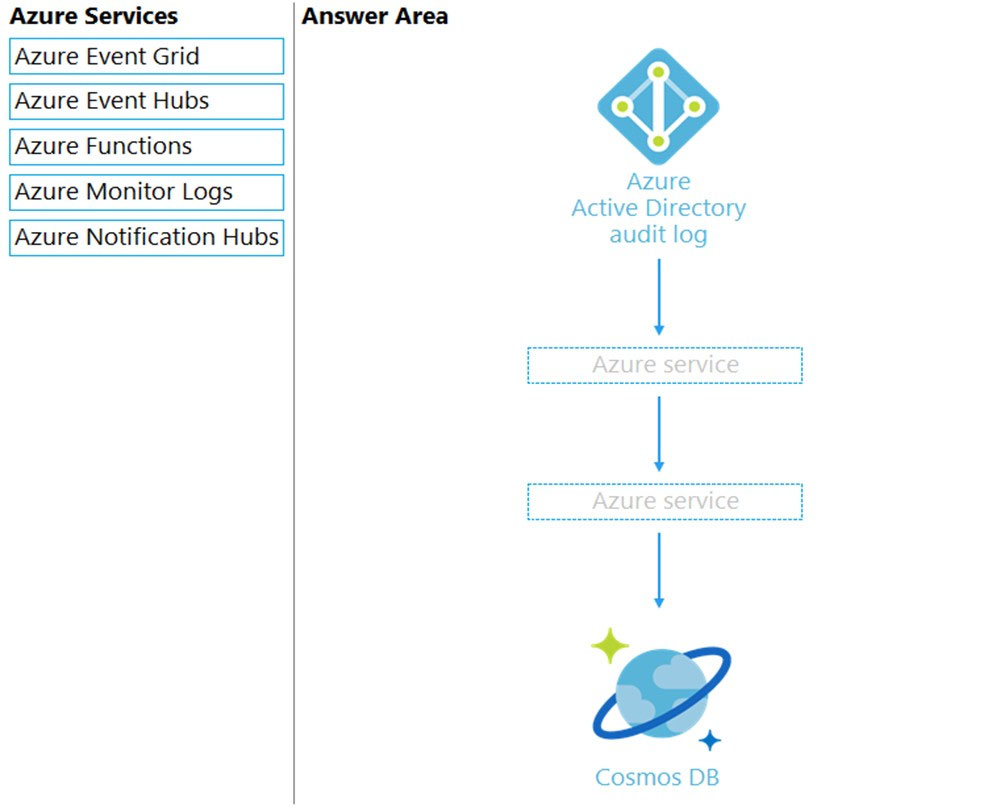 Azure Services
Azure Event Grid
Azure Event Hubs
Azure Functions
Azure Monitor Logs
Azure Notification Hubs
Answer Area
Azure
Active Directory
audit log
Azure service
Azure service
Cosmos DB